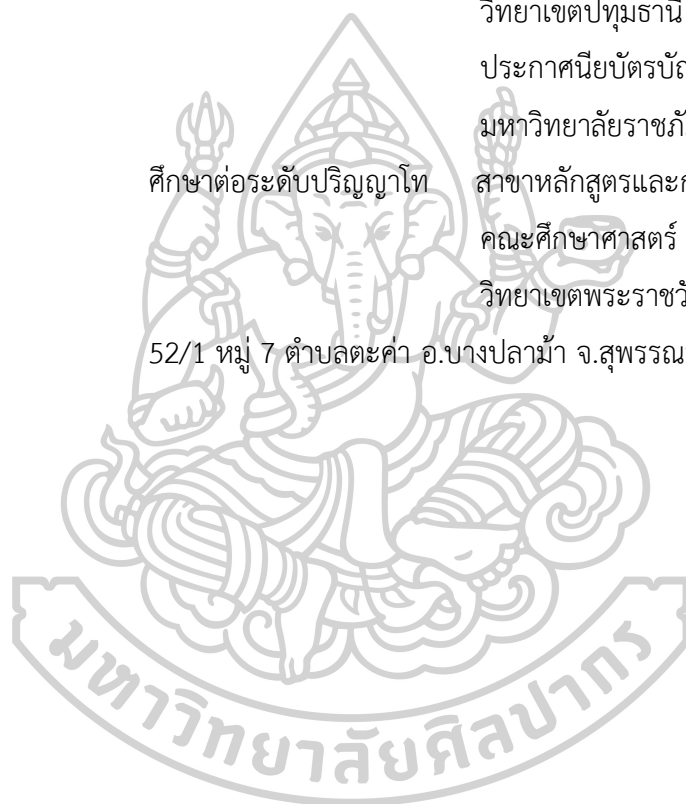 วิทยาเขตปทุมธานี
ประกาศนียบัตรบัณ
มหาวิทยาลัยราชภั
ศึกษาต่อระดับปริญญาโท สาขาหลักสูตรและก
คณะศึกษาศาสตร์
วิทยาเขตพระราชวั
52/1 หมู่ 7 ตำบลตะค่า อ.บางปลาม้า จ.สุพรรณ
มหาวิทยาลัยศิลปากร